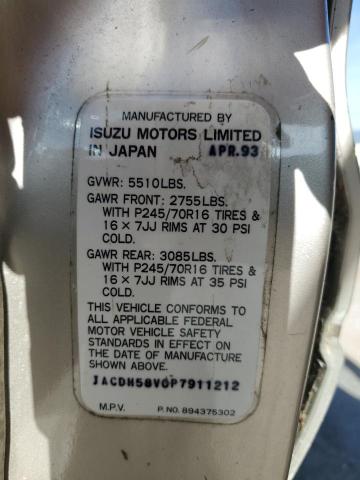 MANUFACTURED BY
ISUZU MOTORS LIMITED
IN JAPAN APR.93
GVWR: 5510LBS.
GAWR FRONT: 2755LBS.
WITH P245/70R16 TIRES &
16 × 7JJ RIMS AT 30 PSI
COLD.
GAWR REAR: 3085LBS.
WITH P245/70R16 TIRES &
16 × 7JJ RIMS AT 35 PSI
COLD.
THIS VEHICLE CONFORMS TO
ALL APPLICABLE FEDERAL
MOTOR VEHICLE SAFETY
STANDARDS IN EFFECT ON
THE DATE OF MANUFACTURE
SHOWN ABOVE.
JACDH58V0P7911212
M.P.V. P. NO. 894375302